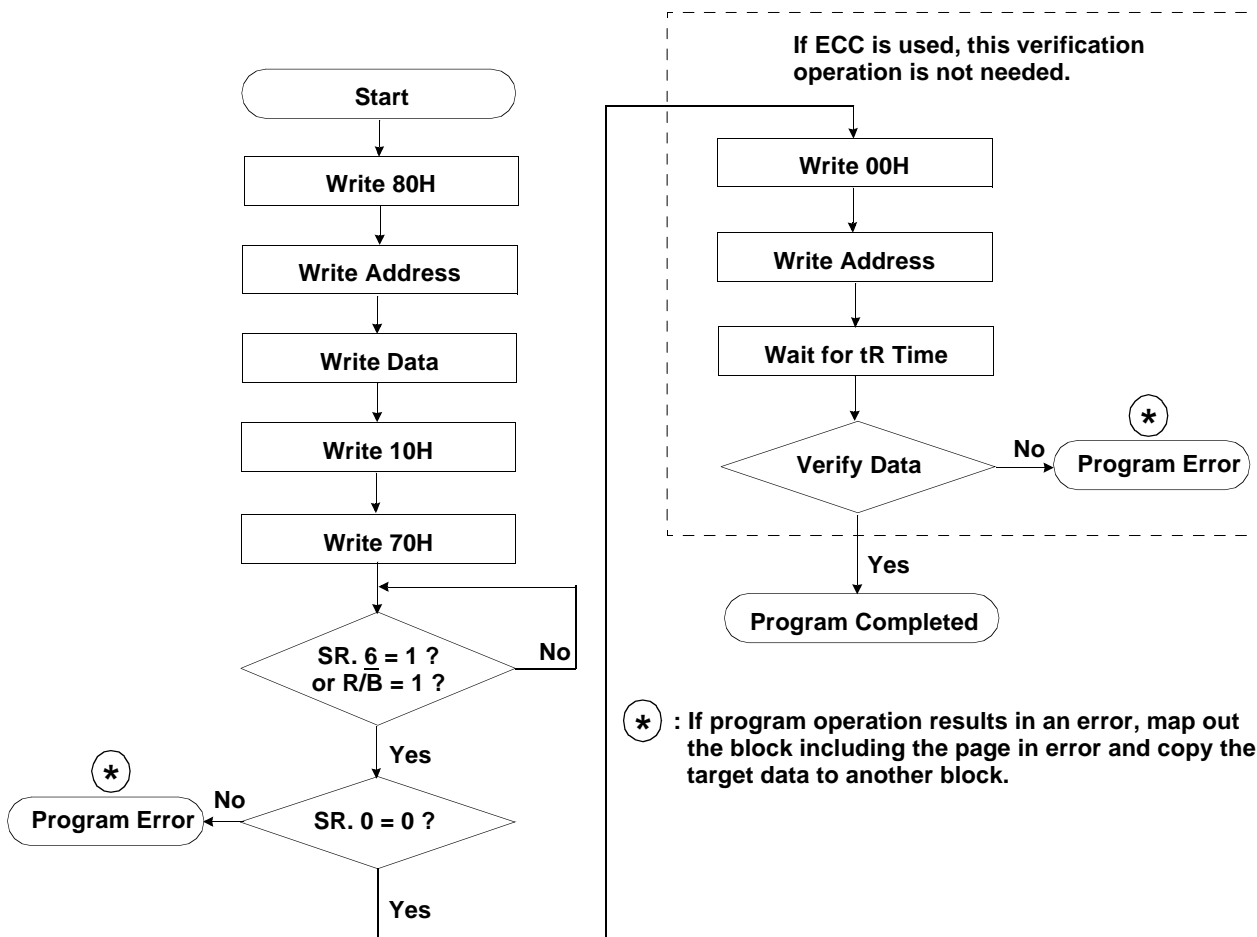 Start
Write 80H
Write Address
Write Data
Write 10H
Write 70H
SR. 6 = 1 ?
or R/B = 1 ?
No
Yes
*
No
Program Error
SR. 0 = 0 ?
Yes
If ECC is used, this verification
operation is not needed.
Write 00H
Write Address
Wait for tR Time
*
Verify Data
No
Program Error
Yes
Program Completed
* : If program operation results in an error, map out
the block including the page in error and copy the
target data to another block.